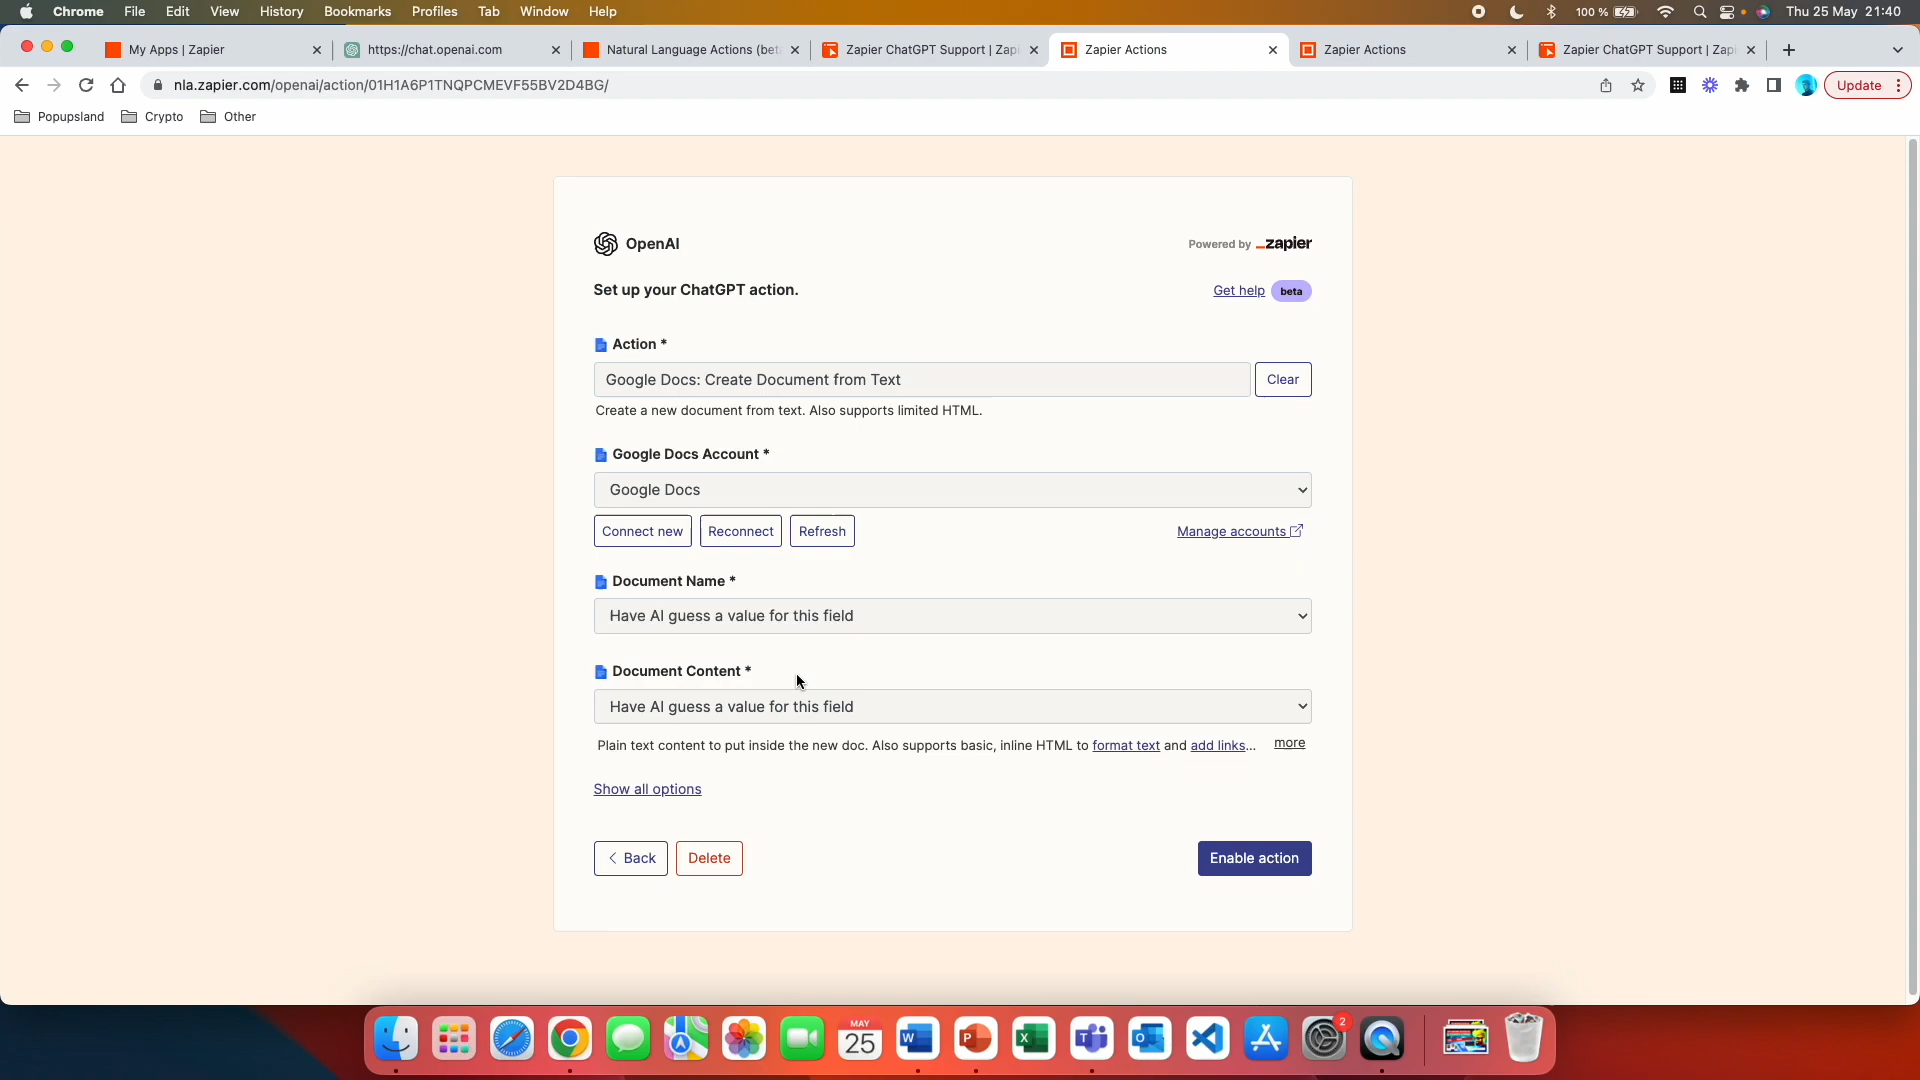 Chrome File Edit View History Bookmarks Profiles Tab Window Help 100 % Thu 25 May 21:40
My Apps | Zapier
https://chat.openai.com
Natural Language Actions (bet
Zapier ChatGPT Support | Zap
Zapier Actions
Zapier Actions
Zapier ChatGPT Support | Zap
nla.zapier.com/openai/action/01H1A6P1TNQPCMEVF55BV2D4BG/
Update
Popupsland Crypto Other
OpenAI
Powered by zapier
Set up your ChatGPT action.
Get help beta
Action *
Google Docs: Create Document from Text
Clear
Create a new document from text. Also supports limited HTML.
Google Docs Account *
Google Docs
Connect new Reconnect Refresh Manage accounts
Document Name *
Have AI guess a value for this field
Document Content *
Have AI guess a value for this field
Plain text content to put inside the new doc. Also supports basic, inline HTML to format text and add links... more
Show all options
Back Delete Enable action
MAY
25
W
P
X
T
O
2